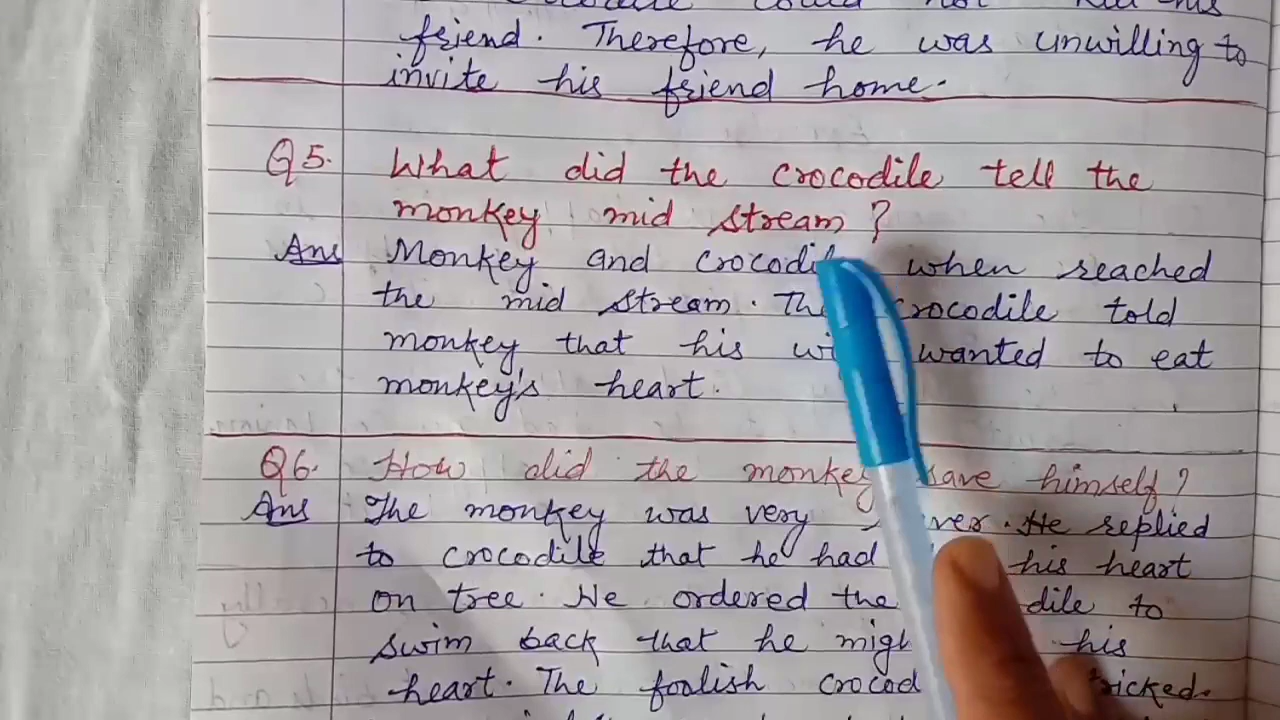 friend. Therefore, he was unwilling to
invite his friend home.
Q5. What did the crocodile tell the
monkey mid stream?
Ans Monkey and crocodile when reached
the mid stream. The crocodile told
monkey that his wanted to eat
monkey's heart.
Q6. How did the monkey save himself?
Ans The monkey was very He replied
to crocodile that he had his heart
on tree. He ordered the to
swim back that he his
heart. The foolish